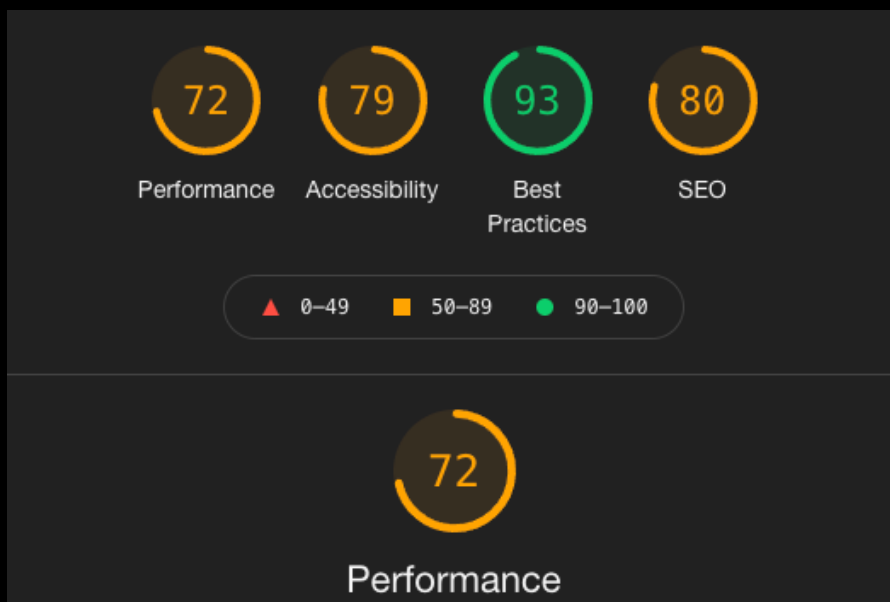 72 79 93 80
Performance Accessibility Best Practices SEO
0–49 50–89 90–100
72
Performance